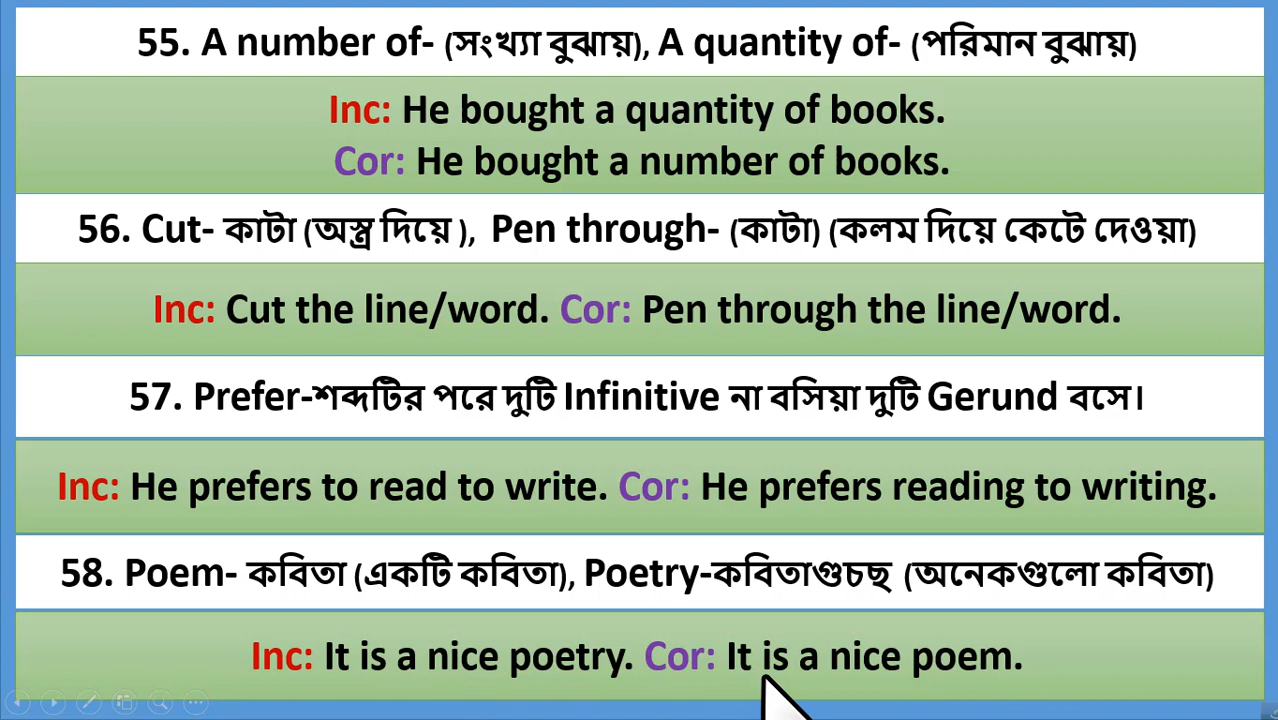 55. A number of- (সংখ্যা বুঝায়), A quantity of- (পরিমান বুঝায়)
Inc: He bought a quantity of books.
Cor: He bought a number of books.
56. Cut- কাটা (অস্ত্র দিয়ে ), Pen through- (কাটা) (কলম দিয়ে কেটে দেওয়া)
Inc: Cut the line/word. Cor: Pen through the line/word.
57. Prefer-শব্দটির পরে দুটি Infinitive না বসিয়া দুটি Gerund বসে।
Inc: He prefers to read to write. Cor: He prefers reading to writing.
58. Poem- কবিতা (একটি কবিতা), Poetry-কবিতাগুচছ (অনেকগুলো কবিতা)
Inc: It is a nice poetry. Cor: It is a nice poem.